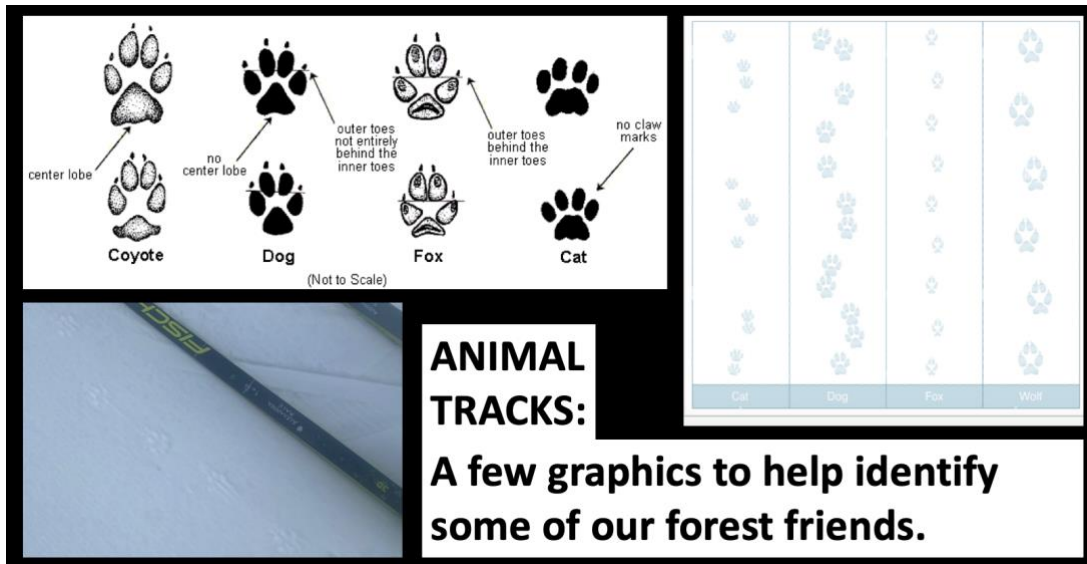 center lobe
no
center lobe
outer toes
not entirely
behind the
inner toes
outer toes
behind the
inner toes
no claw
marks
Coyote
Dog
Fox
Cat
(Not to Scale)
Cat
Dog
Fox
Wolf
FISCH
ANIMAL
TRACKS:
A few graphics to help identify
some of our forest friends.